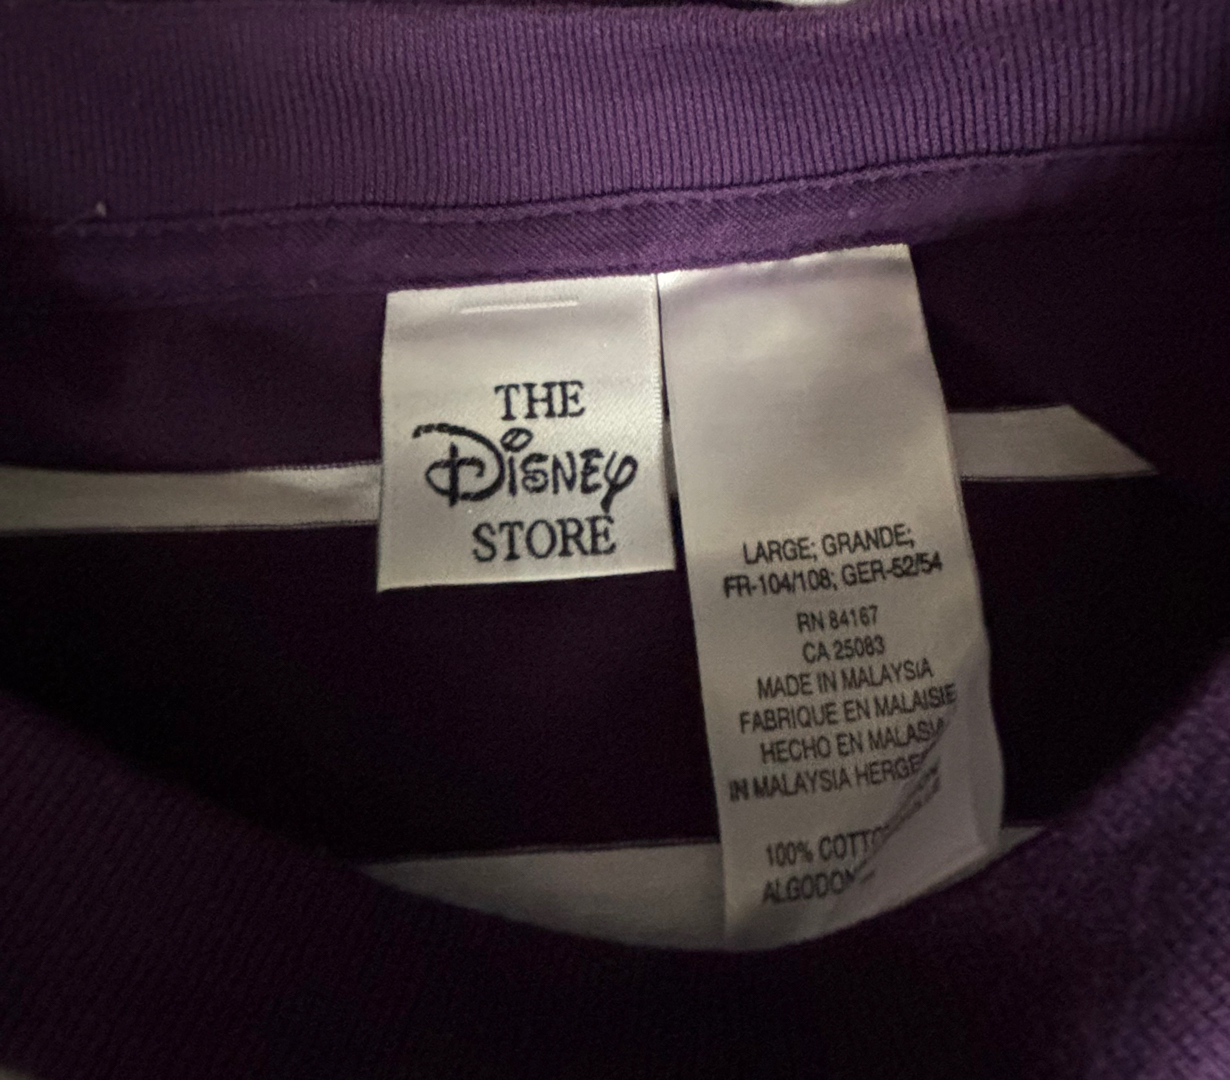 THE
Disney
STORE
LARGE; GRANDE;
FR-104/108; GER-52/54
RN 84167
CA 25083
MADE IN MALAYSIA
FABRIQUE EN MALAISIE
HECHO EN MALASIA
IN MALAYSIA
100%